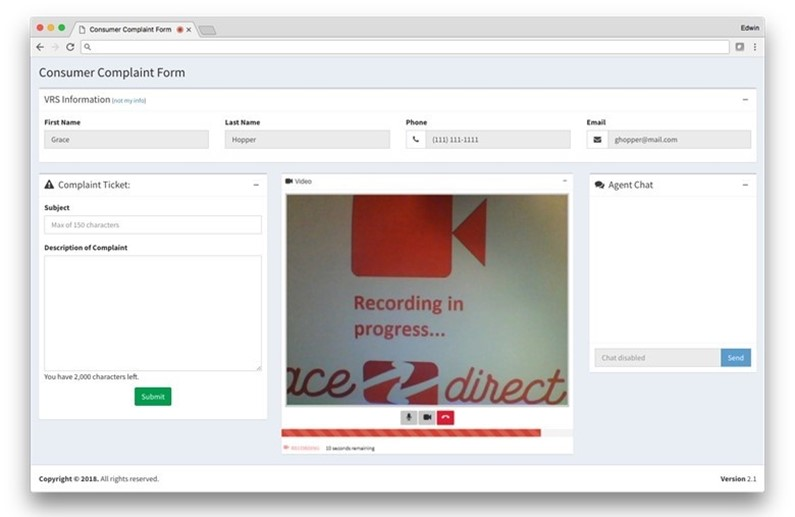 Consumer Complaint Form
Edwin
Consumer Complaint Form
VRS Information (not my info)
First Name
Last Name
Phone
Email
Grace
Hopper
(111) 111-1111
ghopper@mail.com
Complaint Ticket:
Subject
Max of 150 characters
Description of Complaint
You have 2,000 characters left.
Submit
Video
Recording in
progress...
ace direct
RECORDING
Agent Chat
Chat disabled
Send
Copyright © 2018. All rights reserved.
Version 2.1